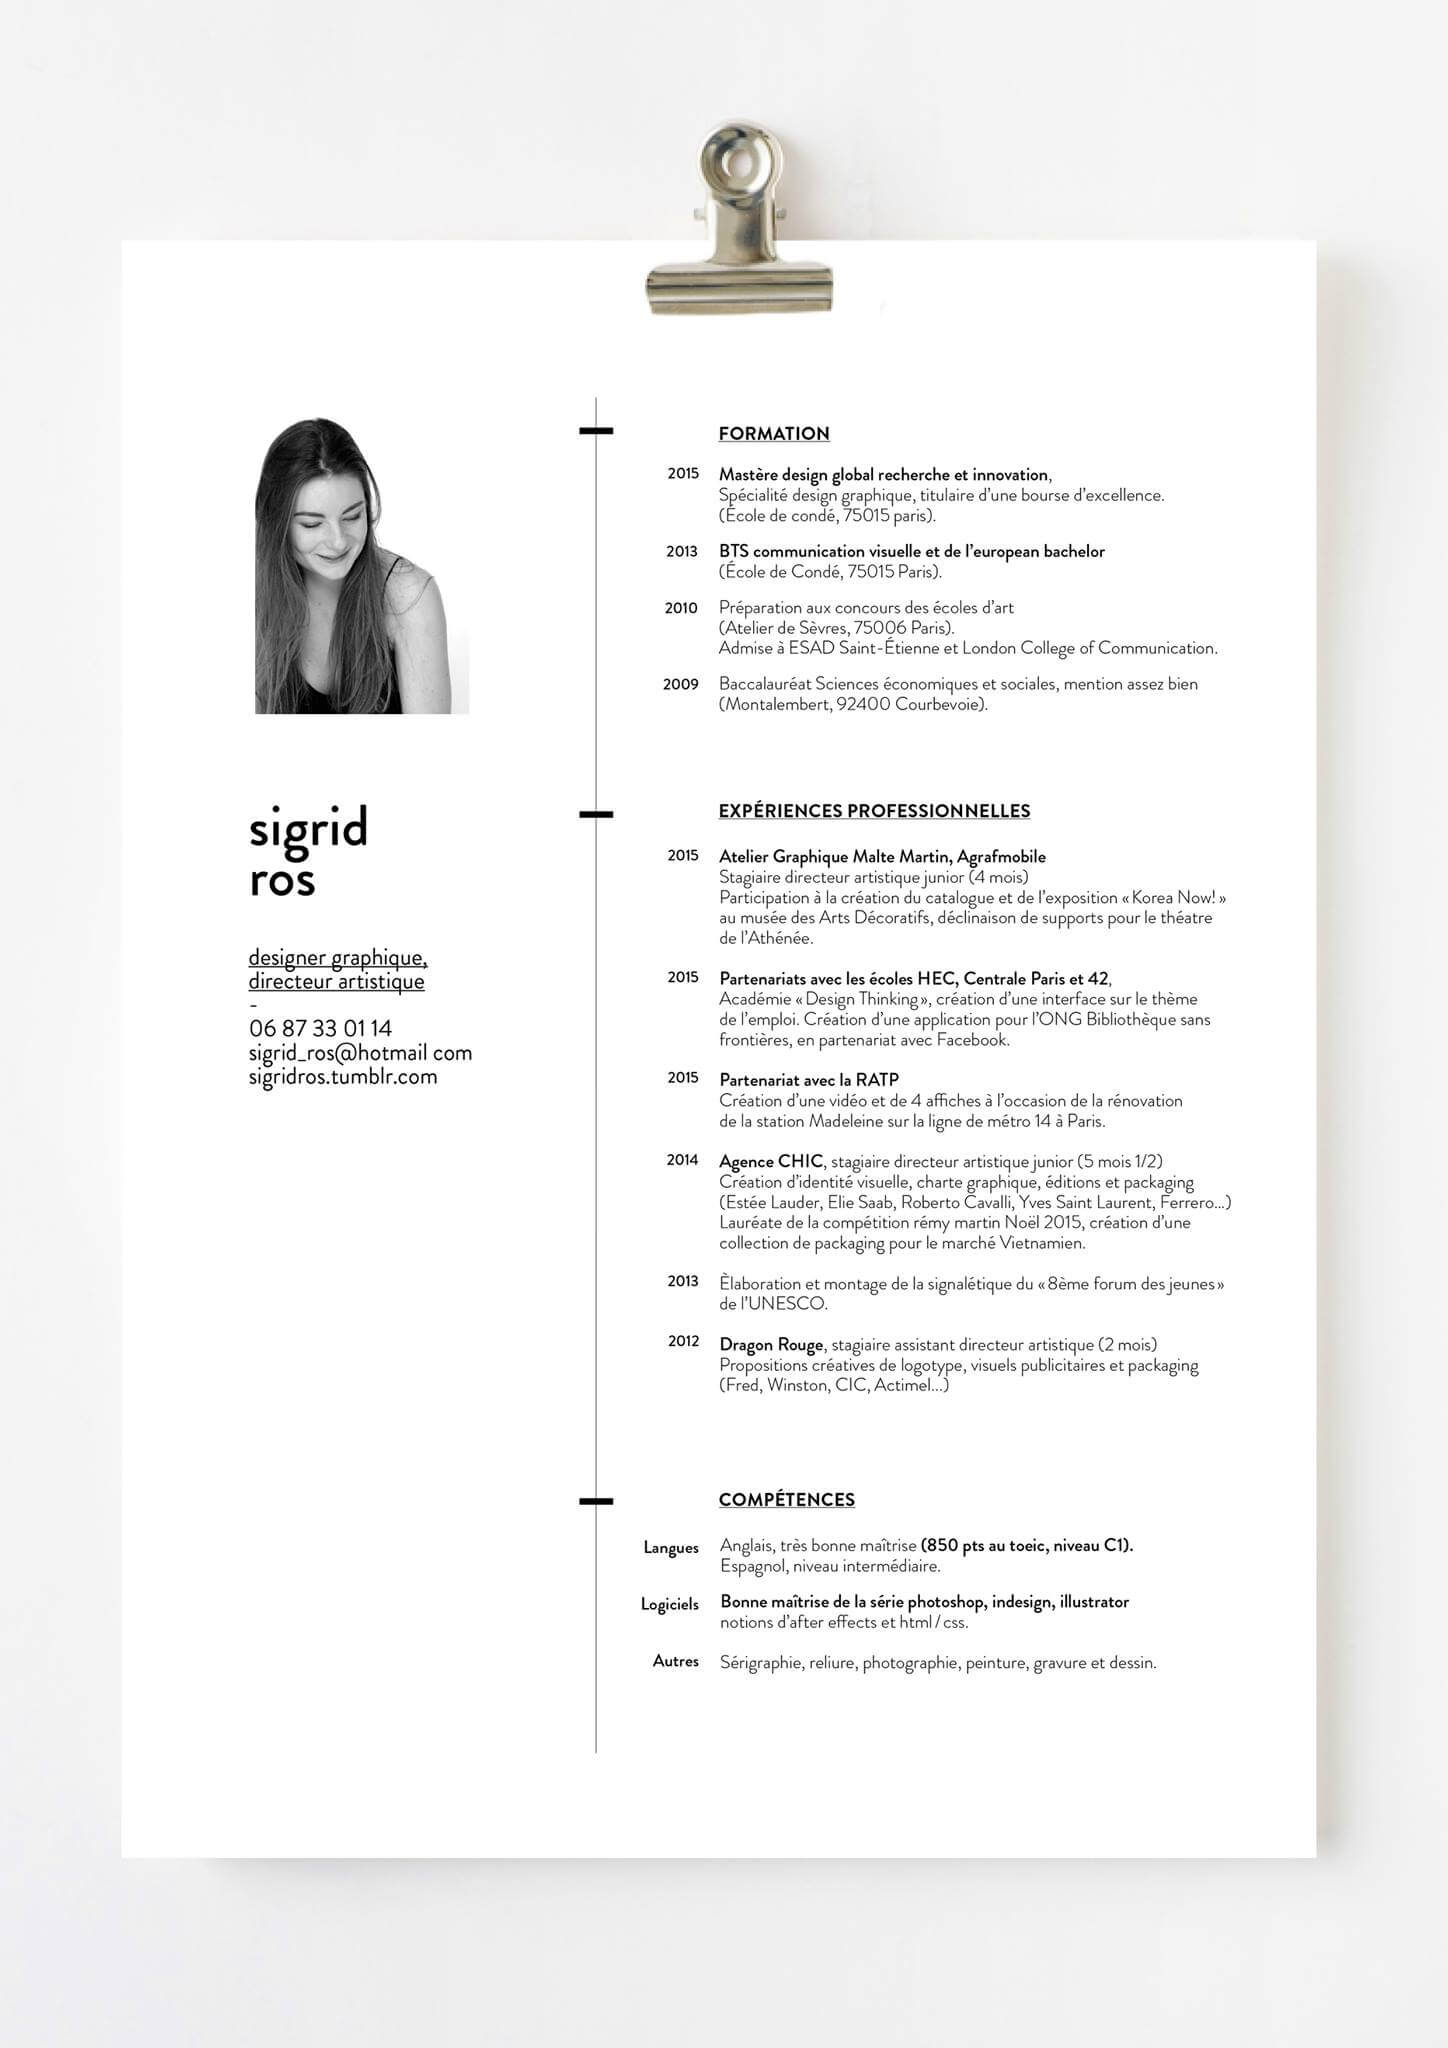 sigrid
ros
designer graphique,
directeur artistique
-
06 87 33 01 14
sigrid_ros@hotmail com
sigridros.tumblr.com
FORMATION
2015 Mastère design global recherche et innovation,
Spécialité design graphique, titulaire d'une bourse d'excellence.
(École de condé, 75015 paris).
2013 BTS communication visuelle et de l'european bachelor
(École de Condé, 75015 Paris).
2010 Préparation aux concours des écoles d'art
(Atelier de Sèvres, 75006 Paris).
Admise à ESAD Saint-Étienne et London College of Communication.
2009 Baccalauréat Sciences économiques et sociales, mention assez bien
(Montalembert, 92400 Courbevoie).
EXPÉRIENCES PROFESSIONNELLES
2015 Atelier Graphique Malte Martin, Agrafmobile
Stagiaire directeur artistique junior (4 mois)
Participation à la création du catalogue et de l'exposition « Korea Now! »
au musée des Arts Décoratifs, déclinaison de supports pour le théatre
de l'Athénée.
2015 Partenariats avec les écoles HEC, Centrale Paris et 42,
Académie « Design Thinking », création d'une interface sur le thème
de l'emploi. Création d'une application pour l'ONG Bibliothèque sans
frontières, en partenariat avec Facebook.
2015 Partenariat avec la RATP
Création d'une vidéo et de 4 affiches à l'occasion de la rénovation
de la station Madeleine sur la ligne de métro 14 à Paris.
2014 Agence CHIC, stagiaire directeur artistique junior (5 mois 1/2)
Création d'identité visuelle, charte graphique, éditions et packaging
(Estée Lauder, Elie Saab, Roberto Cavalli, Yves Saint Laurent, Ferrero...)
Lauréate de la compétition rémy martin Noël 2015, création d'une
collection de packaging pour le marché Vietnamien.
2013 Èlaboration et montage de la signalétique du « 8ème forum des jeunes »
de l'UNESCO.
2012 Dragon Rouge, stagiaire assistant directeur artistique (2 mois)
Propositions créatives de logotype, visuels publicitaires et packaging
(Fred, Winston, CIC, Actimel...)
COMPÉTENCES
Langues Anglais, très bonne maîtrise (850 pts au toeic, niveau C1).
Espagnol, niveau intermédiaire.
Logiciels Bonne maîtrise de la série photoshop, indesign, illustrator
notions d'after effects et html / css.
Autres Sérigraphie, reliure, photographie, peinture, gravure et dessin.